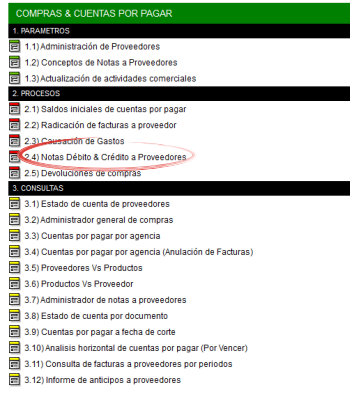 COMPRAS & CUENTAS POR PAGAR
1. PARAMETROS
1.1) Administración de Proveedores
1.2) Conceptos de Notas a Proveedores
1.3) Actualización de actividades comerciales
2. PROCESOS
2.1) Saldos iniciales de cuentas por pagar
2.2) Radicación de facturas a proveedor
2.3) Causación de Gastos
2.4) Notas Débito & Crédito a Proveedores
2.5) Devoluciones de compras
3. CONSULTAS
3.1) Estado de cuenta de proveedores
3.2) Administrador general de compras
3.3) Cuentas por pagar por agencia
3.4) Cuentas por pagar por agencia (Anulación de Facturas)
3.5) Proveedores Vs Productos
3.6) Productos Vs Proveedor
3.7) Administrador de notas a proveedores
3.8) Estado de cuenta por documento
3.9) Cuentas por pagar a fecha de corte
3.10) Analisis horizontal de cuentas por pagar (Por Vencer)
3.11) Consulta de facturas a proveedores por periodos
3.12) Informe de anticipos a proveedores